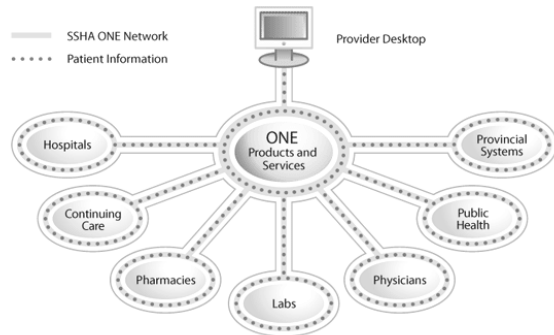 SSHA ONE Network
Patient Information
Provider Desktop
ONE
Products and
Services
Hospitals
Provincial
Systems
Continuing
Care
Public
Health
Pharmacies
Physicians
Labs